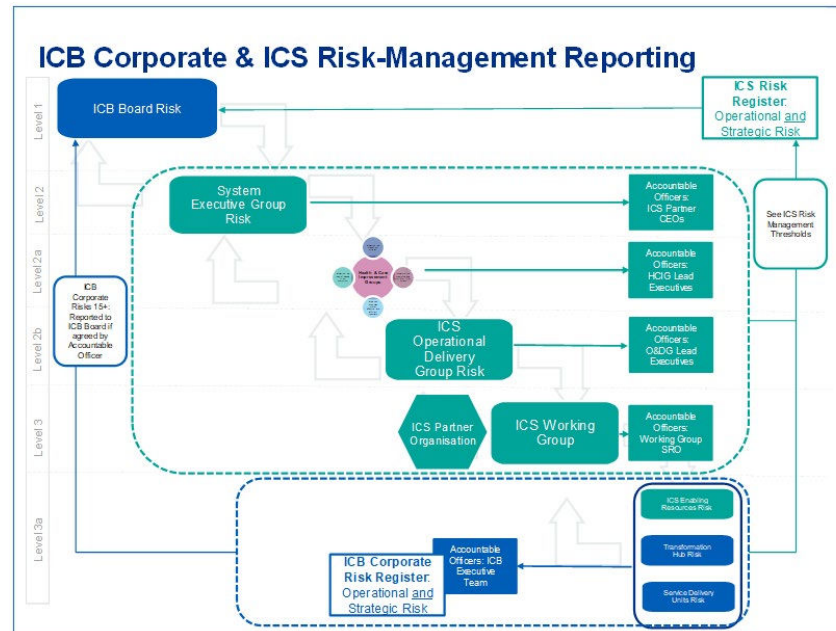 ICB Corporate & ICS Risk-Management Reporting
Level 1
ICB Board Risk
ICS Risk
Register:
Operational and
Strategic Risk
Level 2
System
Executive Group
Risk
Accountable
Officers:
ICS Partner
CEOs
See ICS Risk
Management
Thresholds
Level 2a
Health & Care
Improvement
Groups
Accountable
Officers:
HCIG Lead
Executives
ICB
Corporate
Risks 15+:
Reported to
ICB Board if
agreed by
Accountable
Officer
Level 2b
ICS
Operational
Delivery
Group Risk
Accountable
Officers:
O&DG Lead
Executives
Level 3
ICS Partner
Organisation
ICS Working
Group
Accountable
Officers:
Working Group
SRO
Level 3a
ICS Enabling
Resources Risk
Transformation
Hub Risk
Service Delivery
Units Risk
Accountable
Officers: ICB
Executive
Team
ICB Corporate
Risk Register:
Operational and
Strategic Risk